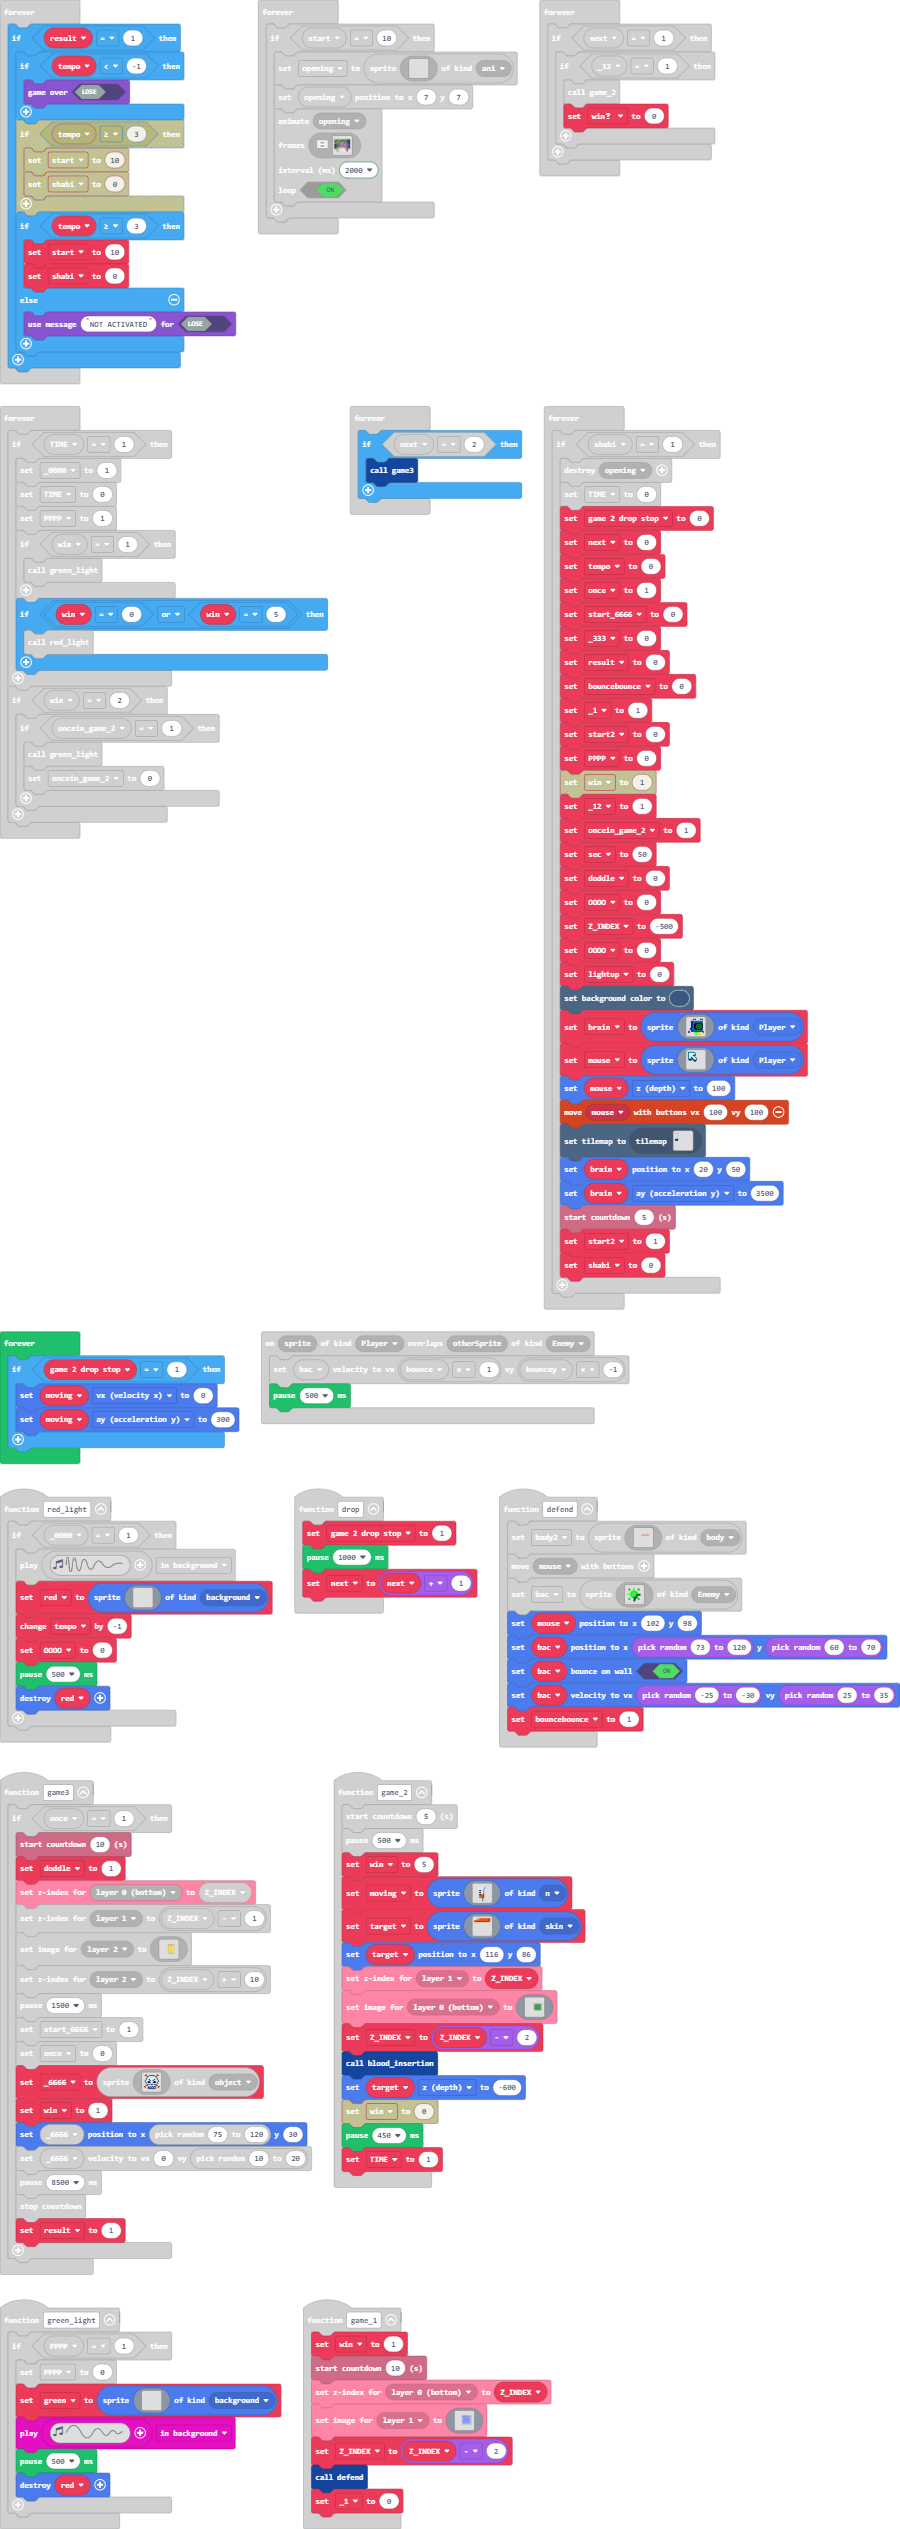 forever
if result = 1 then
if tempo < -1 then
game over LOSE
if tempo ≥ 3 then
set start to 10
set shabi to 0
if tempo ≥ 3 then
set start to 10
set shabi to 0
else
use message "NOT ACTIVATED" for LOSE
forever
if start = 10 then
set opening to sprite of kind ani
set opening position to x 7 y 7
animate opening
frames
interval (ms) 2000
loop ON
forever
if next = 1 then
if _12 = 1 then
call game_2
set win? to 0
forever
if TIME = 1 then
set _0000 to 1
set TIME to 0
set PPPP to 1
if win = 1 then
call green_light
if win = 0 or win = 5 then
call red_light
if win = 2 then
if oncein_game_2 = 1 then
call green_light
set oncein_game_2 to 0
forever
if next = 2 then
call game3
forever
if shabi = 1 then
destroy opening
set TIME to 0
set game 2 drop stop to 0
set next to 0
set tempo to 0
set once to 1
set start_6666 to 0
set _333 to 0
set result to 0
set bouncebounce to 0
set _1 to 1
set start2 to 0
set PPPP to 0
set win to 1
set _12 to 1
set oncein_game_2 to 1
set sec to 50
set doddle to 0
set OOOO to 0
set Z_INDEX to -500
set OOOO to 0
set lightup to 0
set background color to
set brain to sprite of kind Player
set mouse to sprite of kind Player
set mouse z (depth) to 100
move mouse with buttons vx 100 vy 100
set tilemap to tilemap
set brain position to x 20 y 50
set brain ay (acceleration y) to 3500
start countdown 5 (s)
set start2 to 1
set shabi to 0
forever
if game 2 drop stop = 1 then
set moving vx (velocity x) to 0
set moving ay (acceleration y) to 300
on sprite of kind Player overlaps otherSprite of kind Enemy
set bac velocity to vx bounce × 1 vy bouncey × -1
pause 500 ms
function red_light
if _0000 = 1 then
play in background
set red to sprite of kind background
change tempo by -1
set OOOO to 0
pause 500 ms
destroy red
function drop
set game 2 drop stop to 1
pause 1000 ms
set next to next + 1
function defend
set body2 to sprite of kind body
move mouse with buttons
set bac to sprite of kind Enemy
set mouse position to x 102 y 98
set bac position to x pick random 73 to 120 y pick random 60 to 70
set bac bounce on wall ON
set bac velocity to vx pick random -25 to -30 vy pick random 25 to 35
set bouncebounce to 1
function game3
if once = 1 then
start countdown 10 (s)
set doddle to 1
set z-index for layer 0 (bottom) to Z_INDEX
set z-index for layer 1 to Z_INDEX - 1
set image for layer 2 to
set z-index for layer 2 to Z_INDEX + 10
pause 1500 ms
set start_6666 to 1
set once to 0
set _6666 to sprite of kind object
set win to 1
set _6666 position to x pick random 75 to 120 y 30
set _6666 velocity to vx 0 vy pick random 10 to 20
pause 8500 ms
stop countdown
set result to 1
function game_2
start countdown 5 (s)
pause 500 ms
set win to 5
set moving to sprite of kind n
set target to sprite of kind skin
set target position to x 116 y 86
set z-index for layer 1 to Z_INDEX
set image for layer 0 (bottom) to
set Z_INDEX to Z_INDEX - 2
call blood_insertion
set target z (depth) to -600
set win to 0
pause 450 ms
set TIME to 1
function green_light
if PPPP = 1 then
set PPPP to 0
set green to sprite of kind background
play in background
pause 500 ms
destroy red
function game_1
set win to 1
start countdown 10 (s)
set z-index for layer 0 (bottom) to Z_INDEX
set image for layer 1 to
set Z_INDEX to Z_INDEX - 2
call defend
set _1 to 0